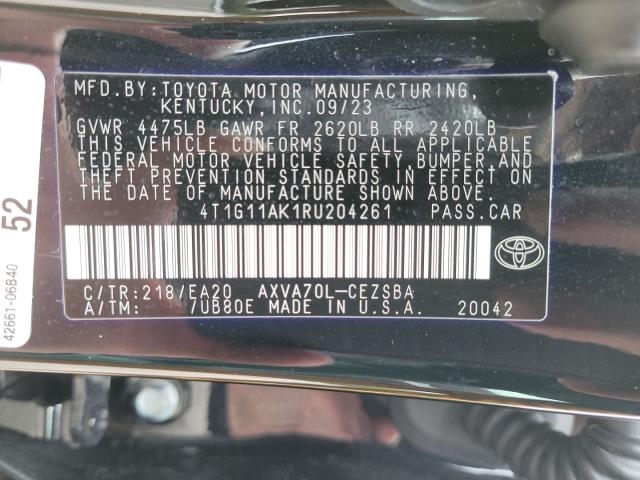 MFD.BY:TOYOTA MOTOR MANUFACTURING,
KENTUCKY,INC.09/23
GVWR 4475LB GAWR FR 2620LB RR 2420LB
THIS VEHICLE CONFORMS TO ALL APPLICABLE
FEDERAL MOTOR VEHICLE SAFETY,BUMPER,AND
THEFT PREVENTION STANDARDS IN EFFECT ON
THE DATE OF MANUFACTURE SHOWN ABOVE.
4T1G11AK1RU204261 PASS.CAR
C/TR:218/EA20 AXVA70L-CEZSBA
A/TM: /UB80E MADE IN U.S.A. 20042
52
42661-06B40